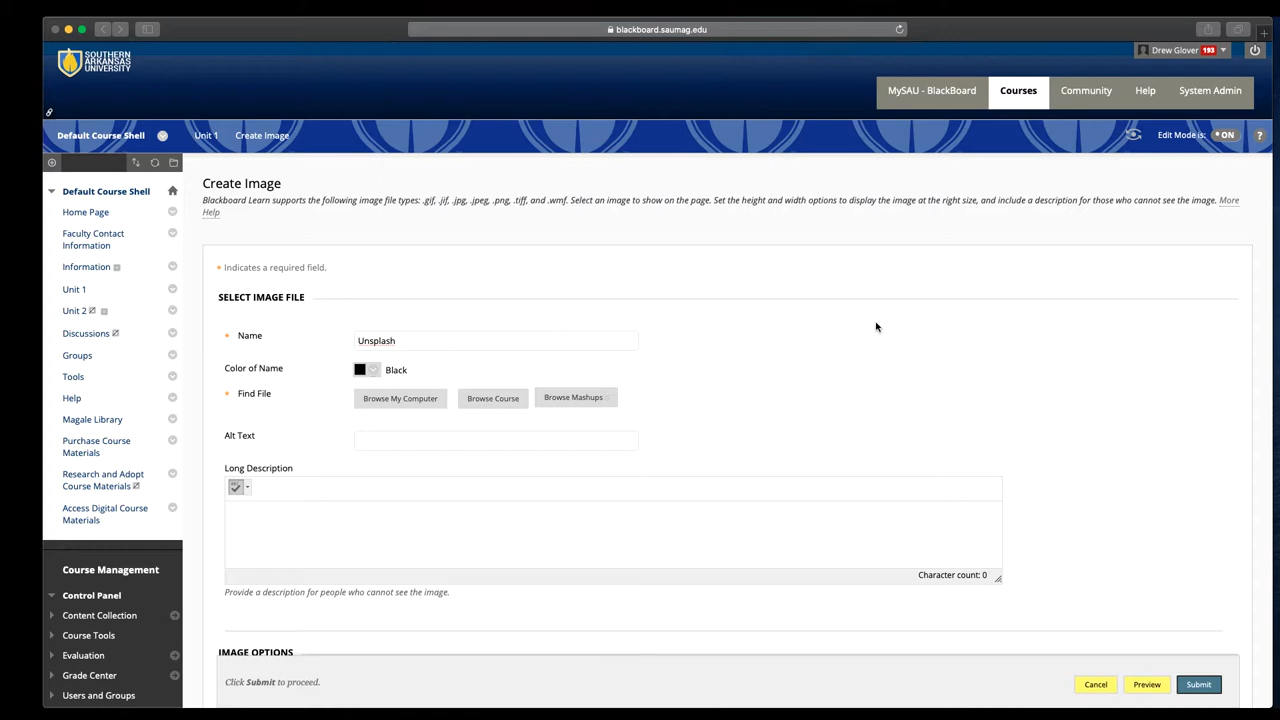 blackboard.saumag.edu
SOUTHERN
ARKANSAS
UNIVERSITY
Drew Glover 193
MySAU - BlackBoard Courses Community Help System Admin
Default Course Shell Unit 1 Create Image Edit Mode is: ON ?
Default Course Shell
Home Page
Faculty Contact
Information
Information
Unit 1
Unit 2
Discussions
Groups
Tools
Help
Magale Library
Purchase Course
Materials
Research and Adopt
Course Materials
Access Digital Course
Materials
Course Management
Control Panel
Content Collection
Course Tools
Evaluation
Grade Center
Users and Groups
Create Image
Blackboard Learn supports the following image file types: .gif, .jif, .jpg, .jpeg, .png, .tiff, and .wmf. Select an image to show on the page. Set the height and width options to display the image at the right size, and include a description for those who cannot see the image. More
Help
* Indicates a required field.
SELECT IMAGE FILE
* Name Unsplash
Color of Name Black
* Find File Browse My Computer Browse Course Browse Mashups
Alt Text
Long Description
Character count: 0
Provide a description for people who cannot see the image.
IMAGE OPTIONS
Click Submit to proceed. Cancel Preview Submit